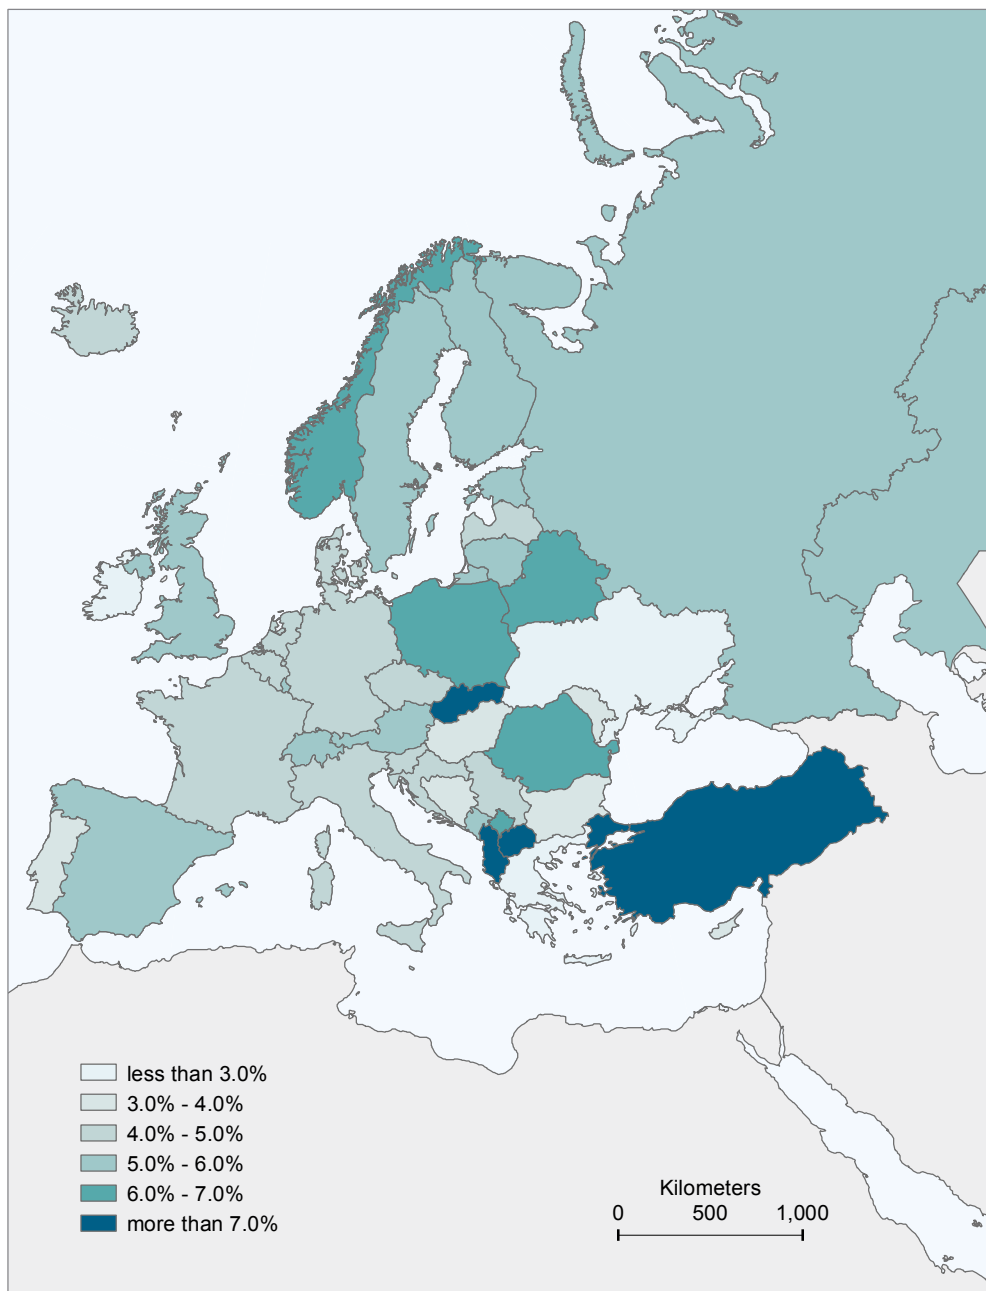 less than 3.0%
3.0% - 4.0%
4.0% - 5.0%
5.0% - 6.0%
6.0% - 7.0%
more than 7.0%
Kilometers
0 500 1,000